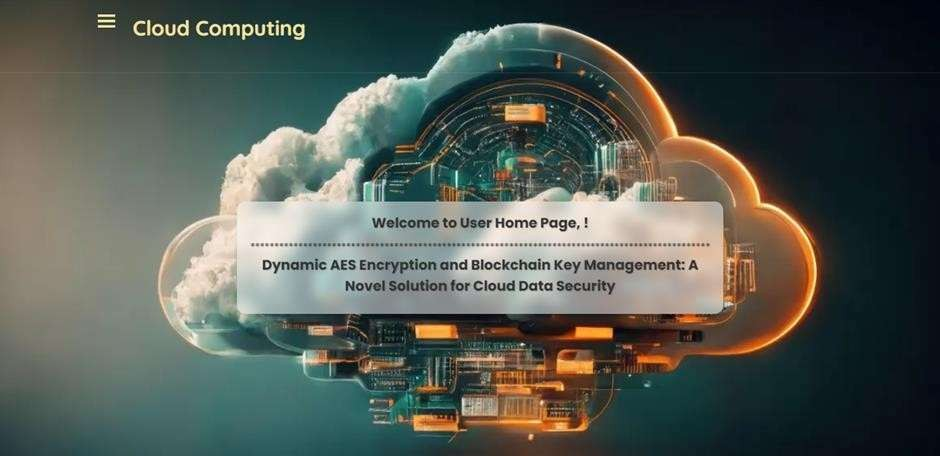 Cloud Computing
Welcome to User Home Page, !
Dynamic AES Encryption and Blockchain Key Management: A
Novel Solution for Cloud Data Security